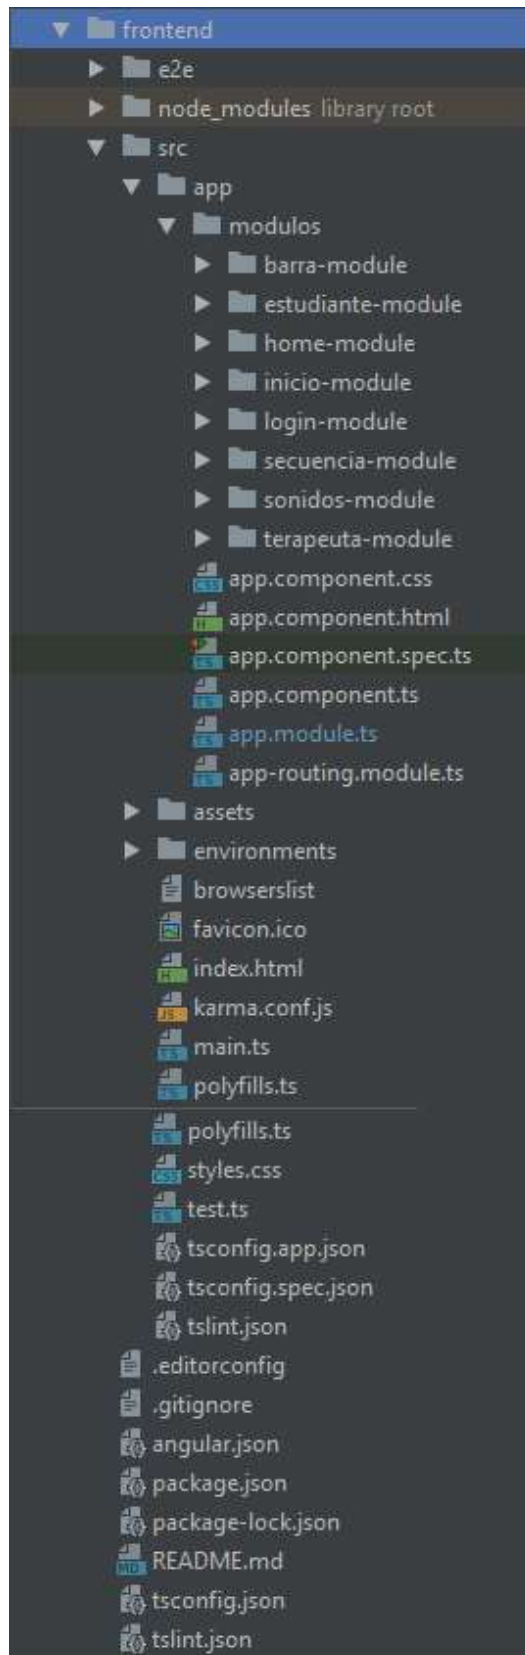 frontend
e2e
node_modules library root
src
app
modulos
barra-module
estudiante-module
home-module
inicio-module
login-module
secuencia-module
sonidos-module
terapeuta-module
app.component.css
app.component.html
app.component.spec.ts
app.component.ts
app.module.ts
app-routing.module.ts
assets
environments
browserslist
favicon.ico
index.html
karma.conf.js
main.ts
polyfills.ts
polyfills.ts
styles.css
test.ts
tsconfig.app.json
tsconfig.spec.json
tslint.json
.editorconfig
.gitignore
angular.json
package.json
package-lock.json
README.md
tsconfig.json
tslint.json